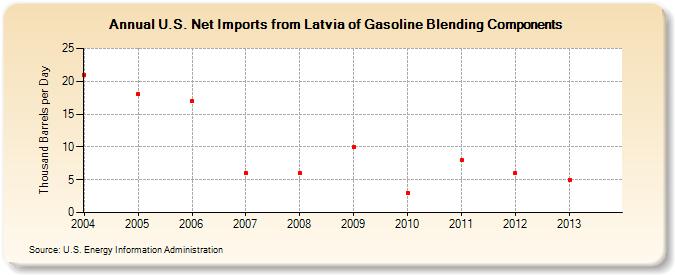 Annual U.S. Net Imports from Latvia of Gasoline Blending Components
Thousand Barrels per Day
25
20
15
10
5
0
2004 2005 2006 2007 2008 2009 2010 2011 2012 2013
Source: U.S. Energy Information Administration